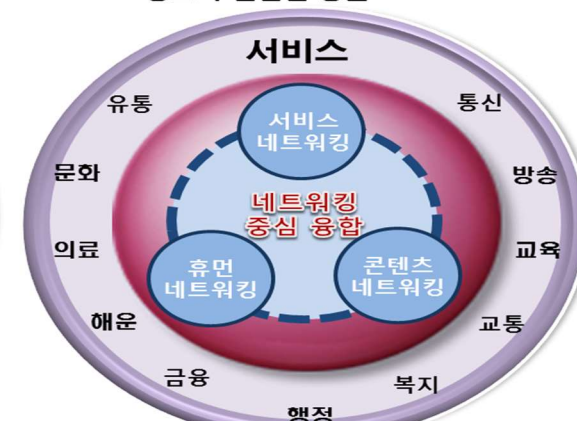 서비스
유통
통신
서비스
네트워킹
문화
방송
네트워킹
중심 융합
의료
교육
휴먼
네트워킹
콘텐츠
네트워킹
해운
교통
금융
복지
행정